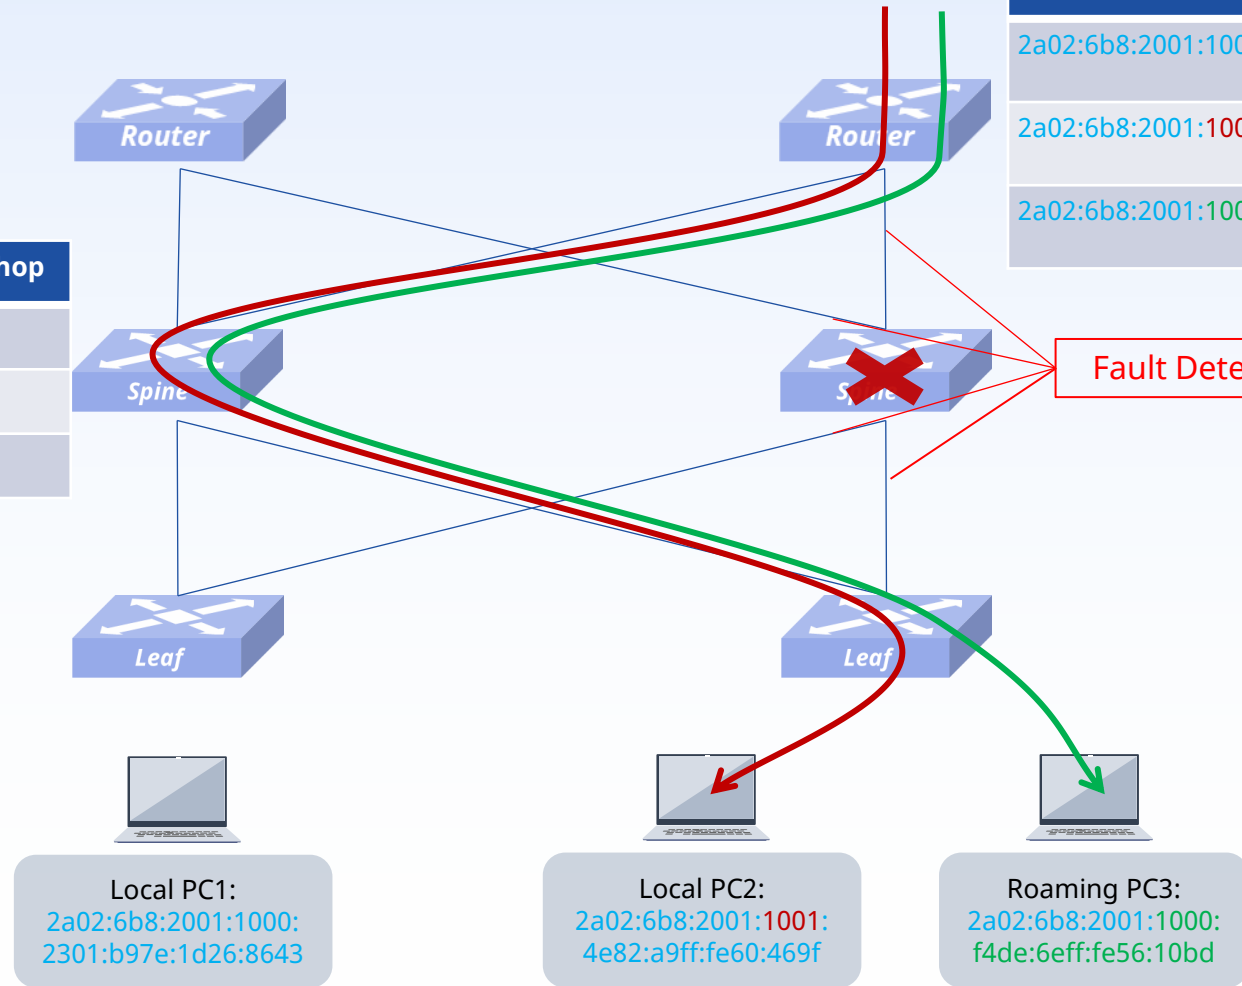 2a02:6b8:2001:100
Router
Router
2a02:6b8:2001:100
2a02:6b8:2001:100
hop
Fault Dete
Spine
Leaf
Leaf
Local PC1:
2a02:6b8:2001:1000:
2301:b97e:1d26:8643
Local PC2:
2a02:6b8:2001:1001:
4e82:a9ff:fe60:469f
Roaming PC3:
2a02:6b8:2001:1000:
f4de:6eff:fe56:10bd